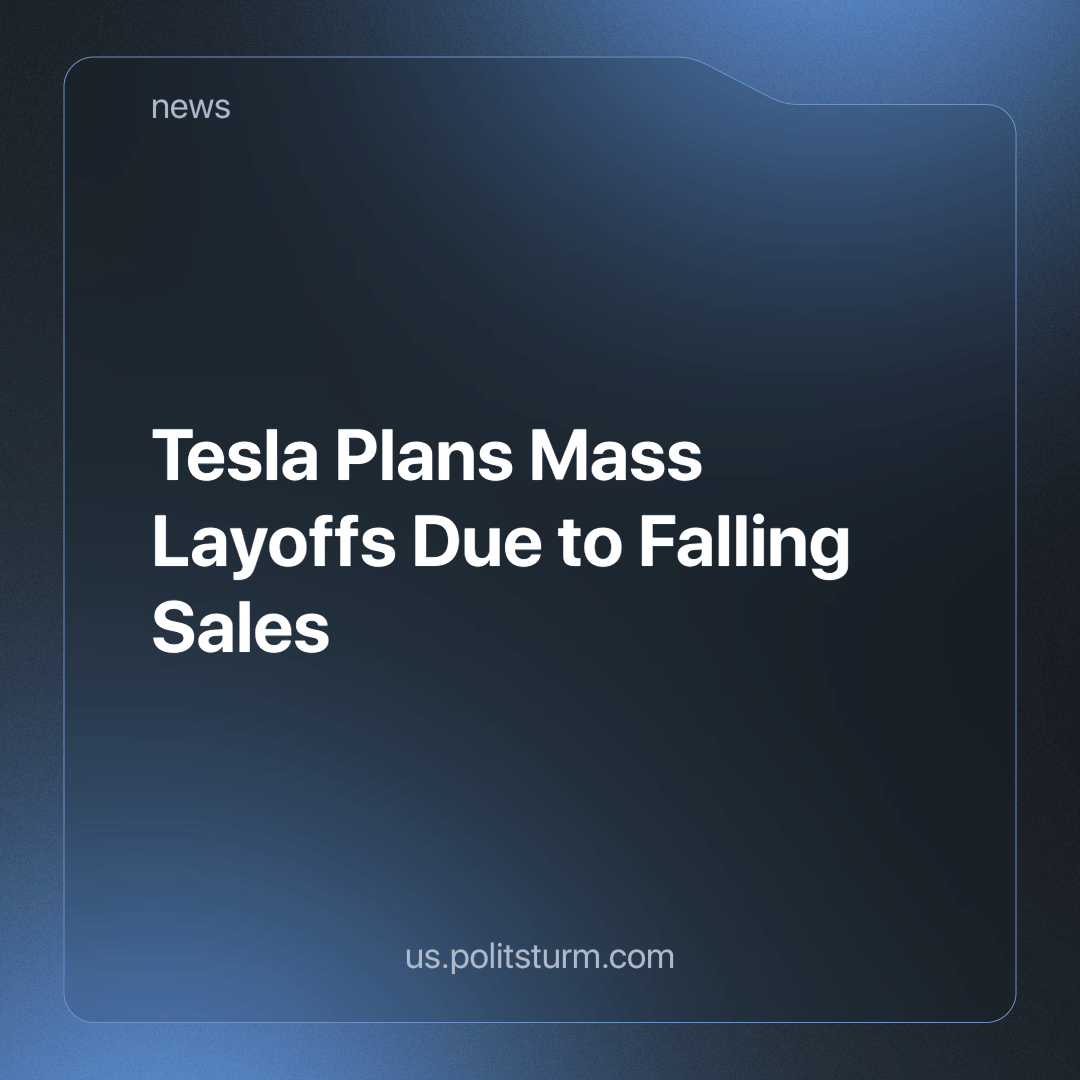 news
Tesla Plans Mass
Layoffs Due to Falling
Sales
us.politsturm.com